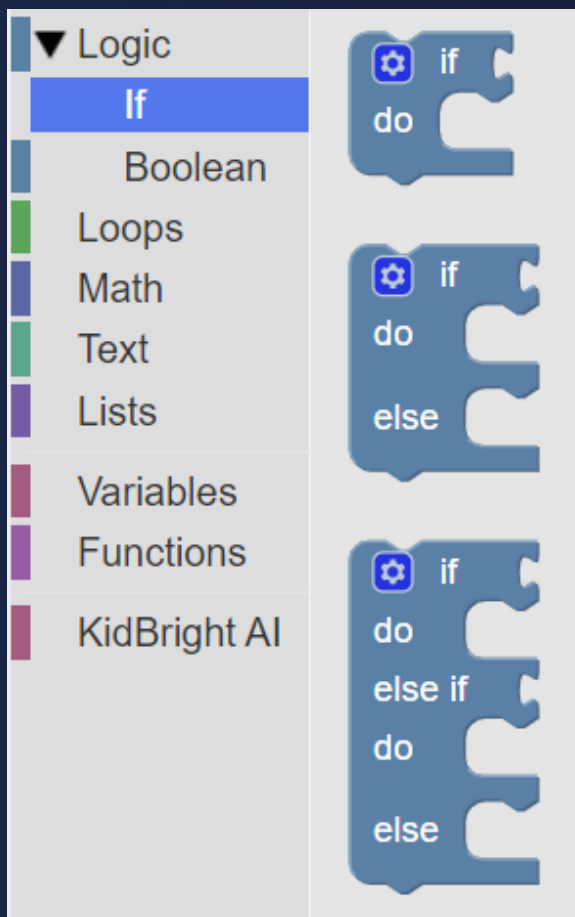 Logic
If
Boolean
Loops
Math
Text
Lists
Variables
Functions
KidBright AI
if
do
if
do
else
if
do
else if
do
else